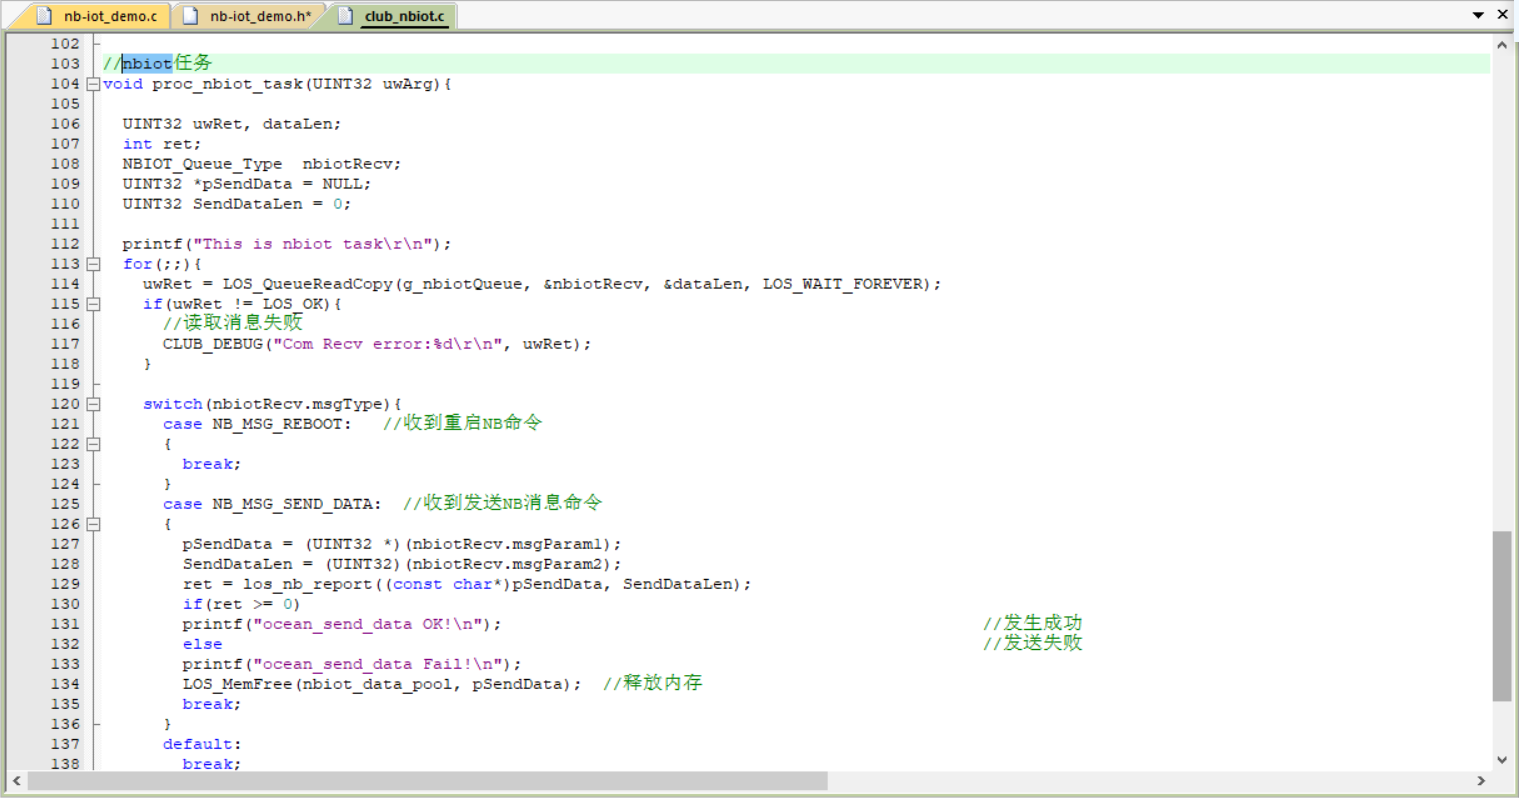 nb-iot_demo.c nb-iot_demo.h* club_nbiot.c
102
103 //nbiot任务
104 void proc_nbiot_task(UINT32 uwArg){
105
106 UINT32 uwRet, dataLen;
107 int ret;
108 NBIOT_Queue_Type  nbiotRecv;
109 UINT32 *pSendData = NULL;
110 UINT32 SendDataLen = 0;
111
112 printf("This is nbiot task\r\n");
113 for(;;){
114 uwRet = LOS_QueueReadCopy(g_nbiotQueue, &nbiotRecv, &dataLen, LOS_WAIT_FOREVER);
115 if(uwRet != LOS_OK){
116 //读取消息失败
117 CLUB_DEBUG("Com Recv error:%d\r\n", uwRet);
118 }
119
120 switch(nbiotRecv.msgType){
121 case NB_MSG_REBOOT:   //收到重启NB命令
122 {
123 break;
124 }
125 case NB_MSG_SEND_DATA:  //收到发送NB消息命令
126 {
127 pSendData = (UINT32 *)(nbiotRecv.msgParam1);
128 SendDataLen = (UINT32)(nbiotRecv.msgParam2);
129 ret = los_nb_report((const char*)pSendData, SendDataLen);
130 if(ret >= 0)
131 printf("ocean_send_data OK!\n"); //发生成功
132 else //发送失败
133 printf("ocean_send_data Fail!\n");
134 LOS_MemFree(nbiot_data_pool, pSendData);  //释放内存
135 break;
136 }
137 default:
138 break;